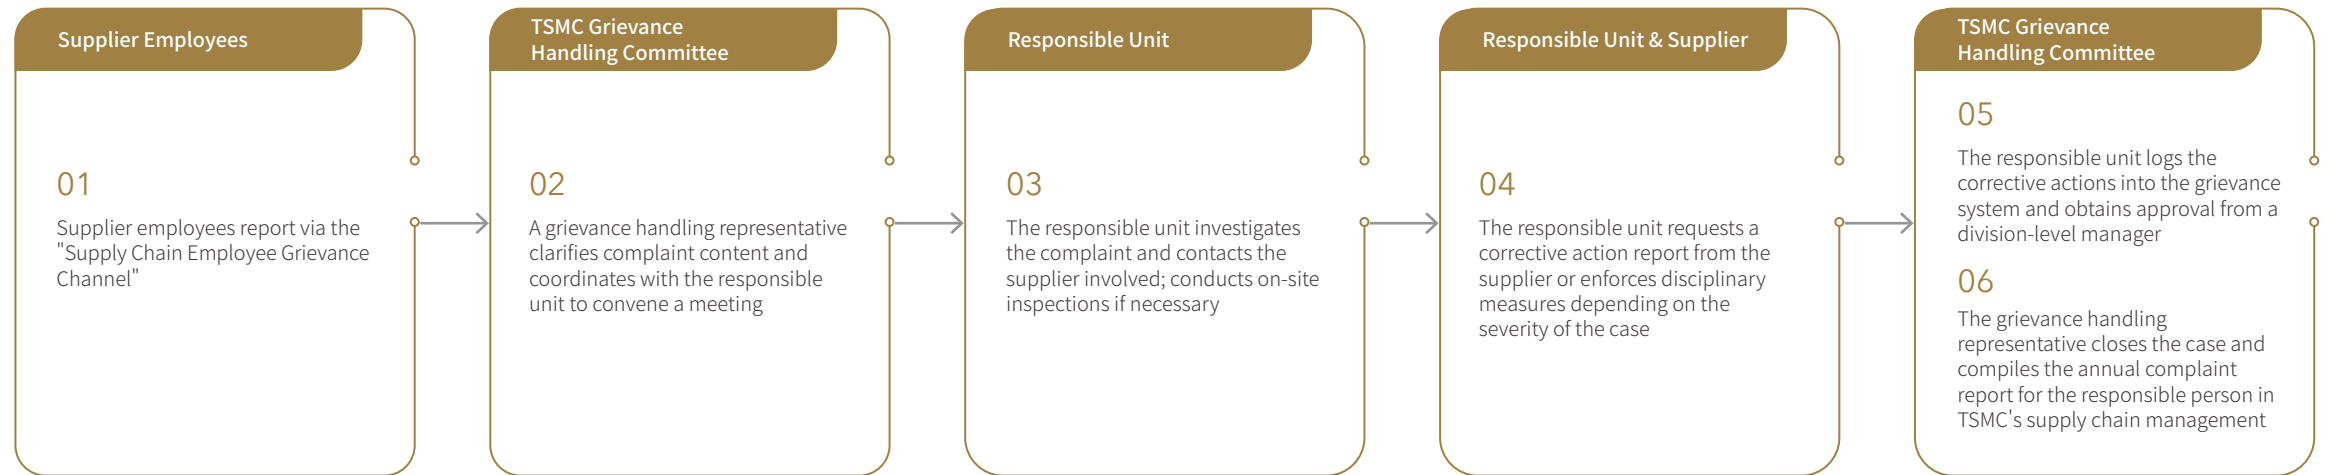 Supplier Employees
01
Supplier employees report via the
"Supply Chain Employee Grievance
Channel"
TSMC Grievance
Handling Committee
02
A grievance handling representative
clarifies complaint content and
coordinates with the responsible
unit to convene a meeting
Responsible Unit
03
The responsible unit investigates
the complaint and contacts the
supplier involved; conducts on-site
inspections if necessary
Responsible Unit & Supplier
04
The responsible unit requests a
corrective action report from the
supplier or enforces disciplinary
measures depending on the
severity of the case
TSMC Grievance
Handling Committee
05
The responsible unit logs the
corrective actions into the grievance
system and obtains approval from a
division-level manager
06
The grievance handling
representative closes the case and
compiles the annual complaint
report for the responsible person in
TSMC's supply chain management